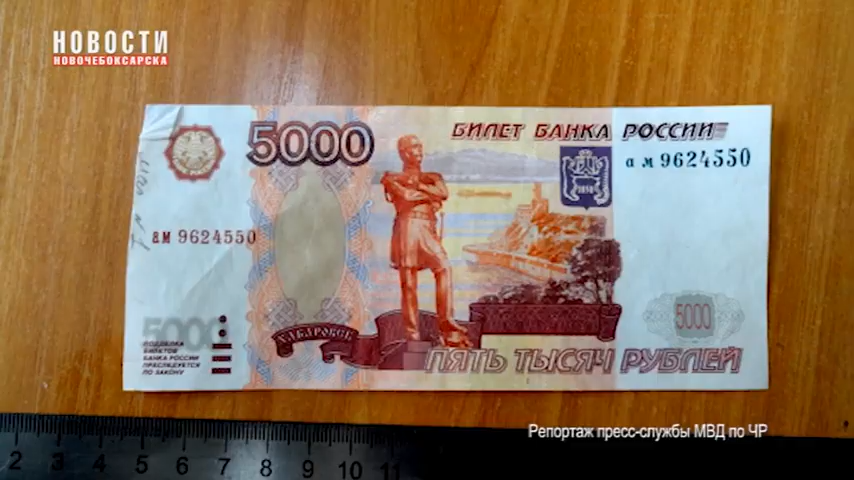 НОВОСТИ
НОВОЧЕБОКСАРСКА
5000
БИЛЕТ БАНКА РОССИИ
ам 9624550
1858
ам 9624550
ХАБАРОВСК
5000
5000
ПОДДЕЛКА
БИЛЕТОВ
БАНКА РОССИИ
ПРЕСЛЕДУЕТСЯ
ПО ЗАКОНУ
ПЯТЬ ТЫСЯЧ РУБЛЕЙ
Репортаж пресс-службы МВД по ЧР
2 3 4 5 6 7 8 9 10 11